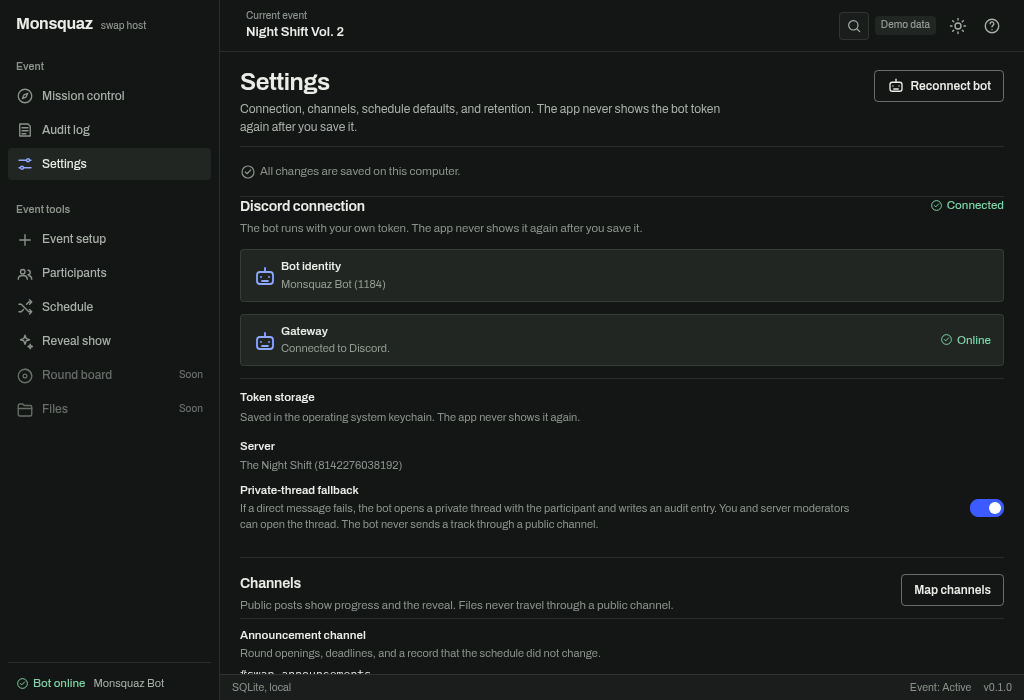 Monsquaz swap host
Event
Mission control
Audit log
Settings
Event tools
Event setup
Participants
Schedule
Reveal show
Round board Soon
Files Soon
Bot online Monsquaz Bot
Current event
Night Shift Vol. 2
Demo data
Settings
Connection, channels, schedule defaults, and retention. The app never shows the bot token
again after you save it.
Reconnect bot
All changes are saved on this computer.
Discord connection
Connected
The bot runs with your own token. The app never shows it again after you save it.
Bot identity
Monsquaz Bot (1184)
Gateway
Connected to Discord.
Online
Token storage
Saved in the operating system keychain. The app never shows it again.
Server
The Night Shift (8142276038192)
Private-thread fallback
If a direct message fails, the bot opens a private thread with the participant and writes an audit entry. You and server moderators
can open the thread. The bot never sends a track through a public channel.
Channels
Public posts show progress and the reveal. Files never travel through a public channel.
Map channels
Announcement channel
Round openings, deadlines, and a record that the schedule did not change.
#swap-announcements
SQLite, local
Event: Active v0.1.0